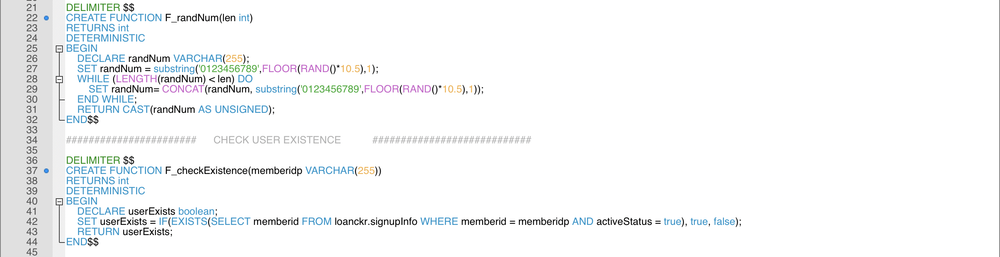 21 DELIMITER $$
22 CREATE FUNCTION F_randNum(len int)
23 RETURNS int
24 DETERMINISTIC
25 BEGIN
26 DECLARE randNum VARCHAR(255);
27 SET randNum = substring('0123456789',FLOOR(RAND()*10.5),1);
28 WHILE (LENGTH(randNum) < len) DO
29 SET randNum= CONCAT(randNum, substring('0123456789',FLOOR(RAND()*10.5),1));
30 END WHILE;
31 RETURN CAST(randNum AS UNSIGNED);
32 END$$
33
34 ####################### CHECK USER EXISTENCE ############################
35
36 DELIMITER $$
37 CREATE FUNCTION F_checkExistence(memberidp VARCHAR(255))
38 RETURNS int
39 DETERMINISTIC
40 BEGIN
41 DECLARE userExists boolean;
42 SET userExists = IF(EXISTS(SELECT memberid FROM loanckr.signupInfo WHERE memberid = memberidp AND activeStatus = true), true, false);
43 RETURN userExists;
44 END$$
45